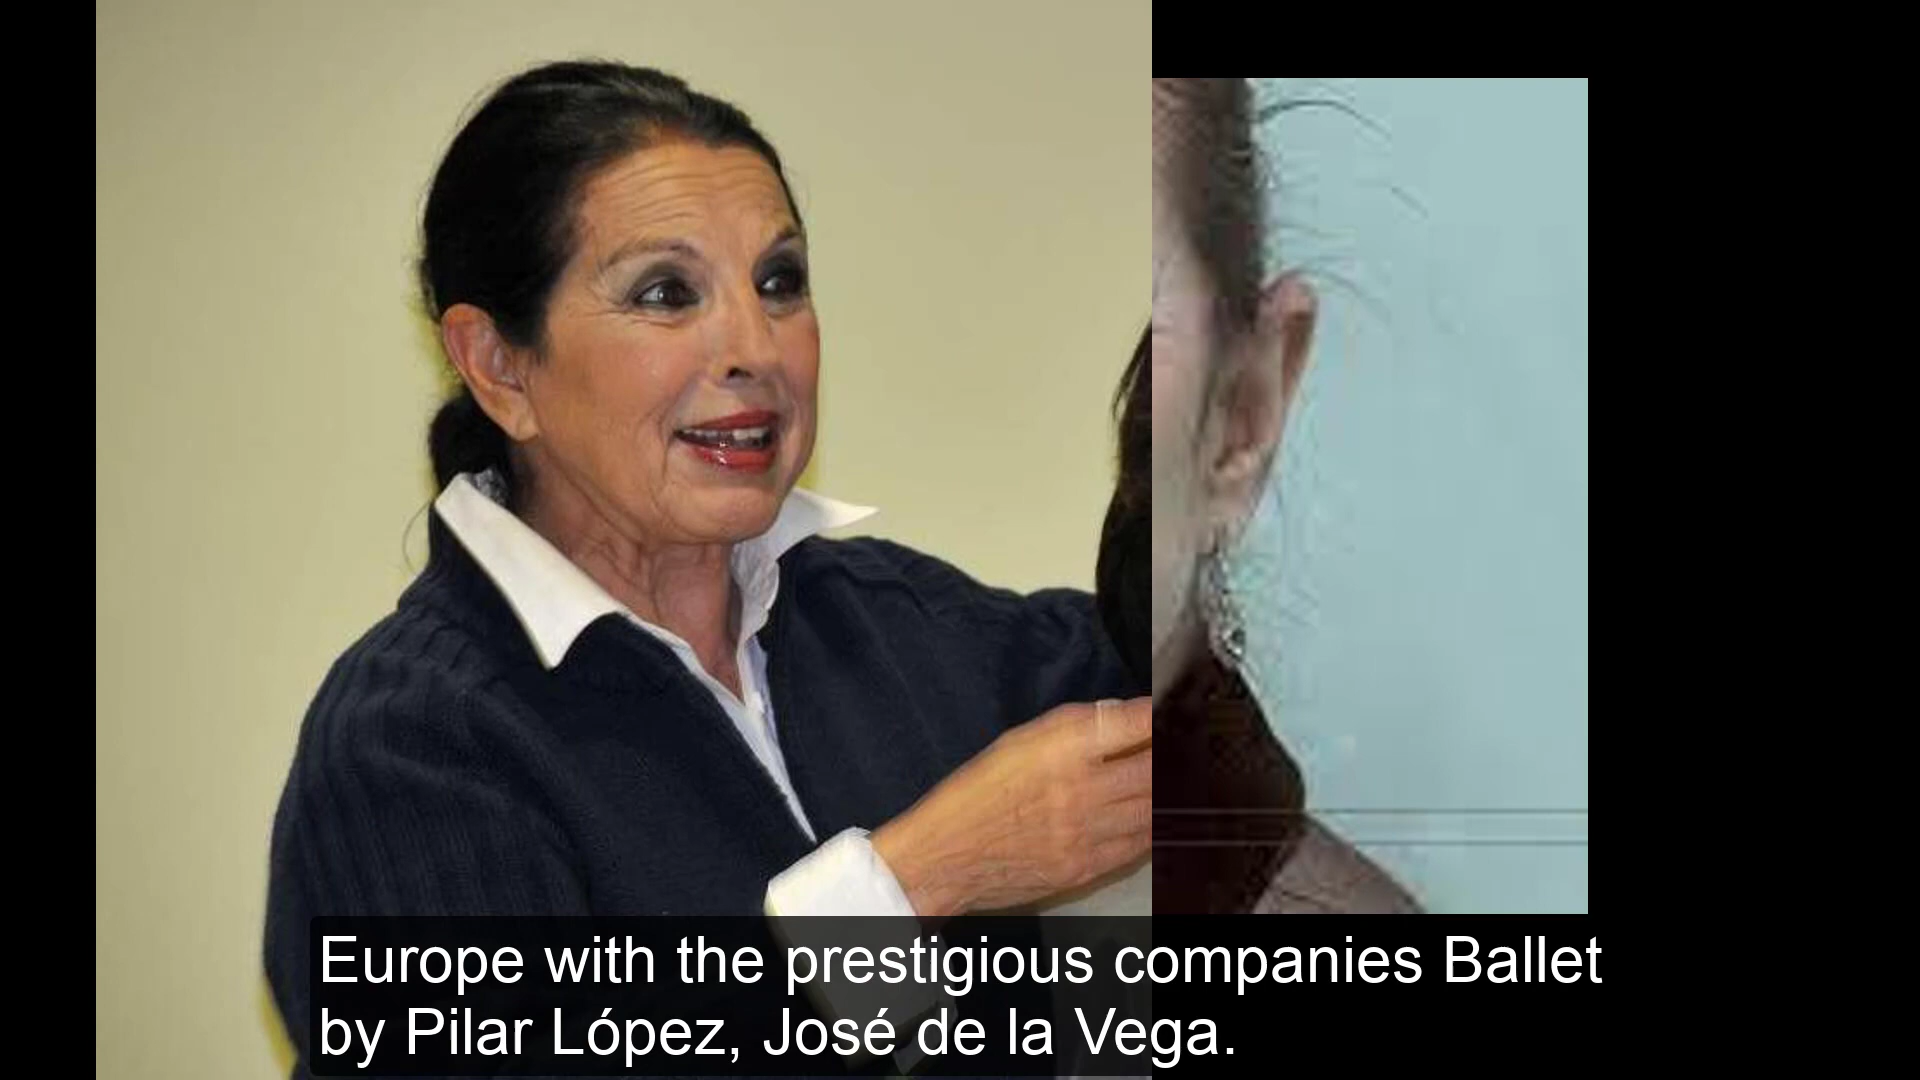 Europe with the prestigious companies Ballet
by Pilar López, José de la Vega.